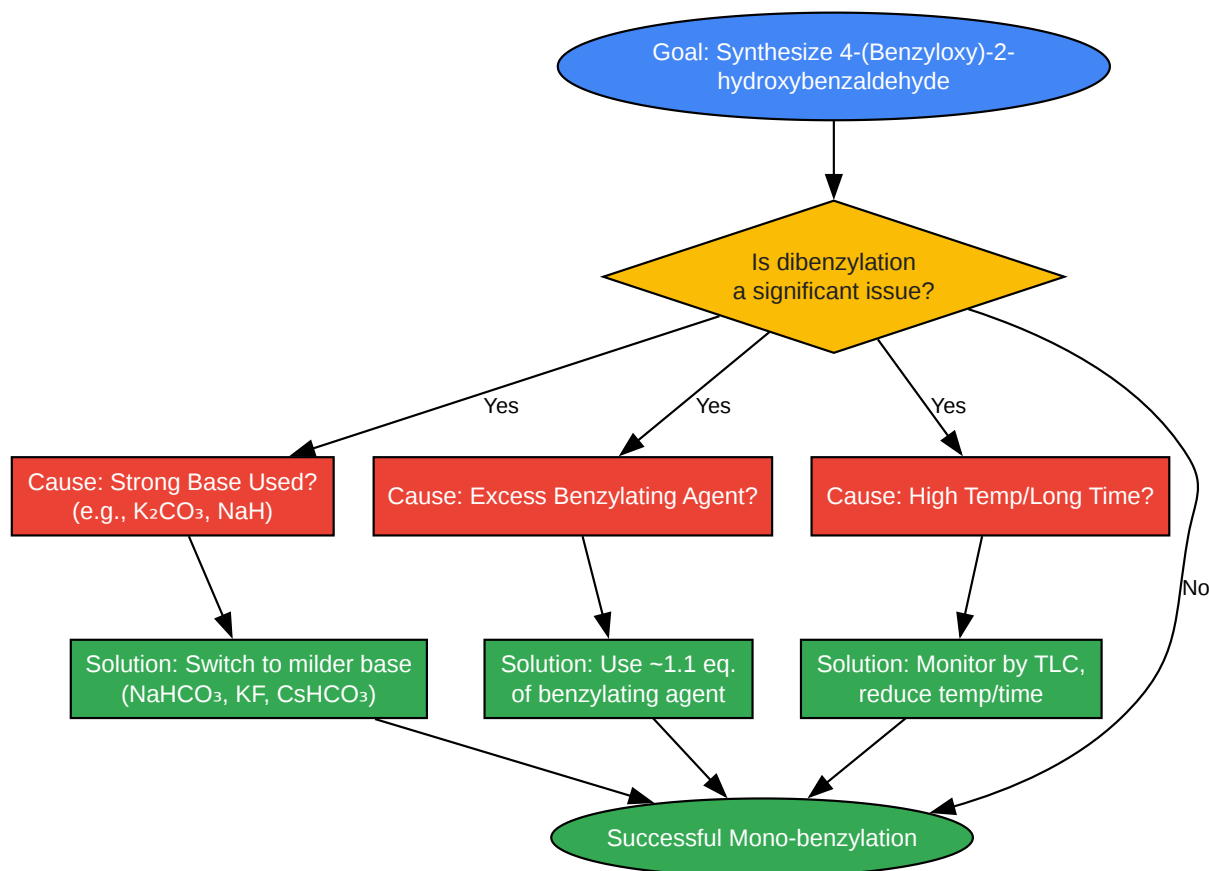 Goal: Synthesize 4-(Benzyloxy)-2-
hydroxybenzaldehyde
Is dibenzylation
a significant issue?
Yes
Yes
Yes
Cause: Strong Base Used?
(e.g., K₂CO₃, NaH)
Cause: Excess Benzylating Agent?
Cause: High Temp/Long Time?
No
Solution: Switch to milder base
(NaHCO₃, KF, CsHCO₃)
Solution: Use ~1.1 eq.
of benzylating agent
Solution: Monitor by TLC,
reduce temp/time
Successful Mono-benzylation